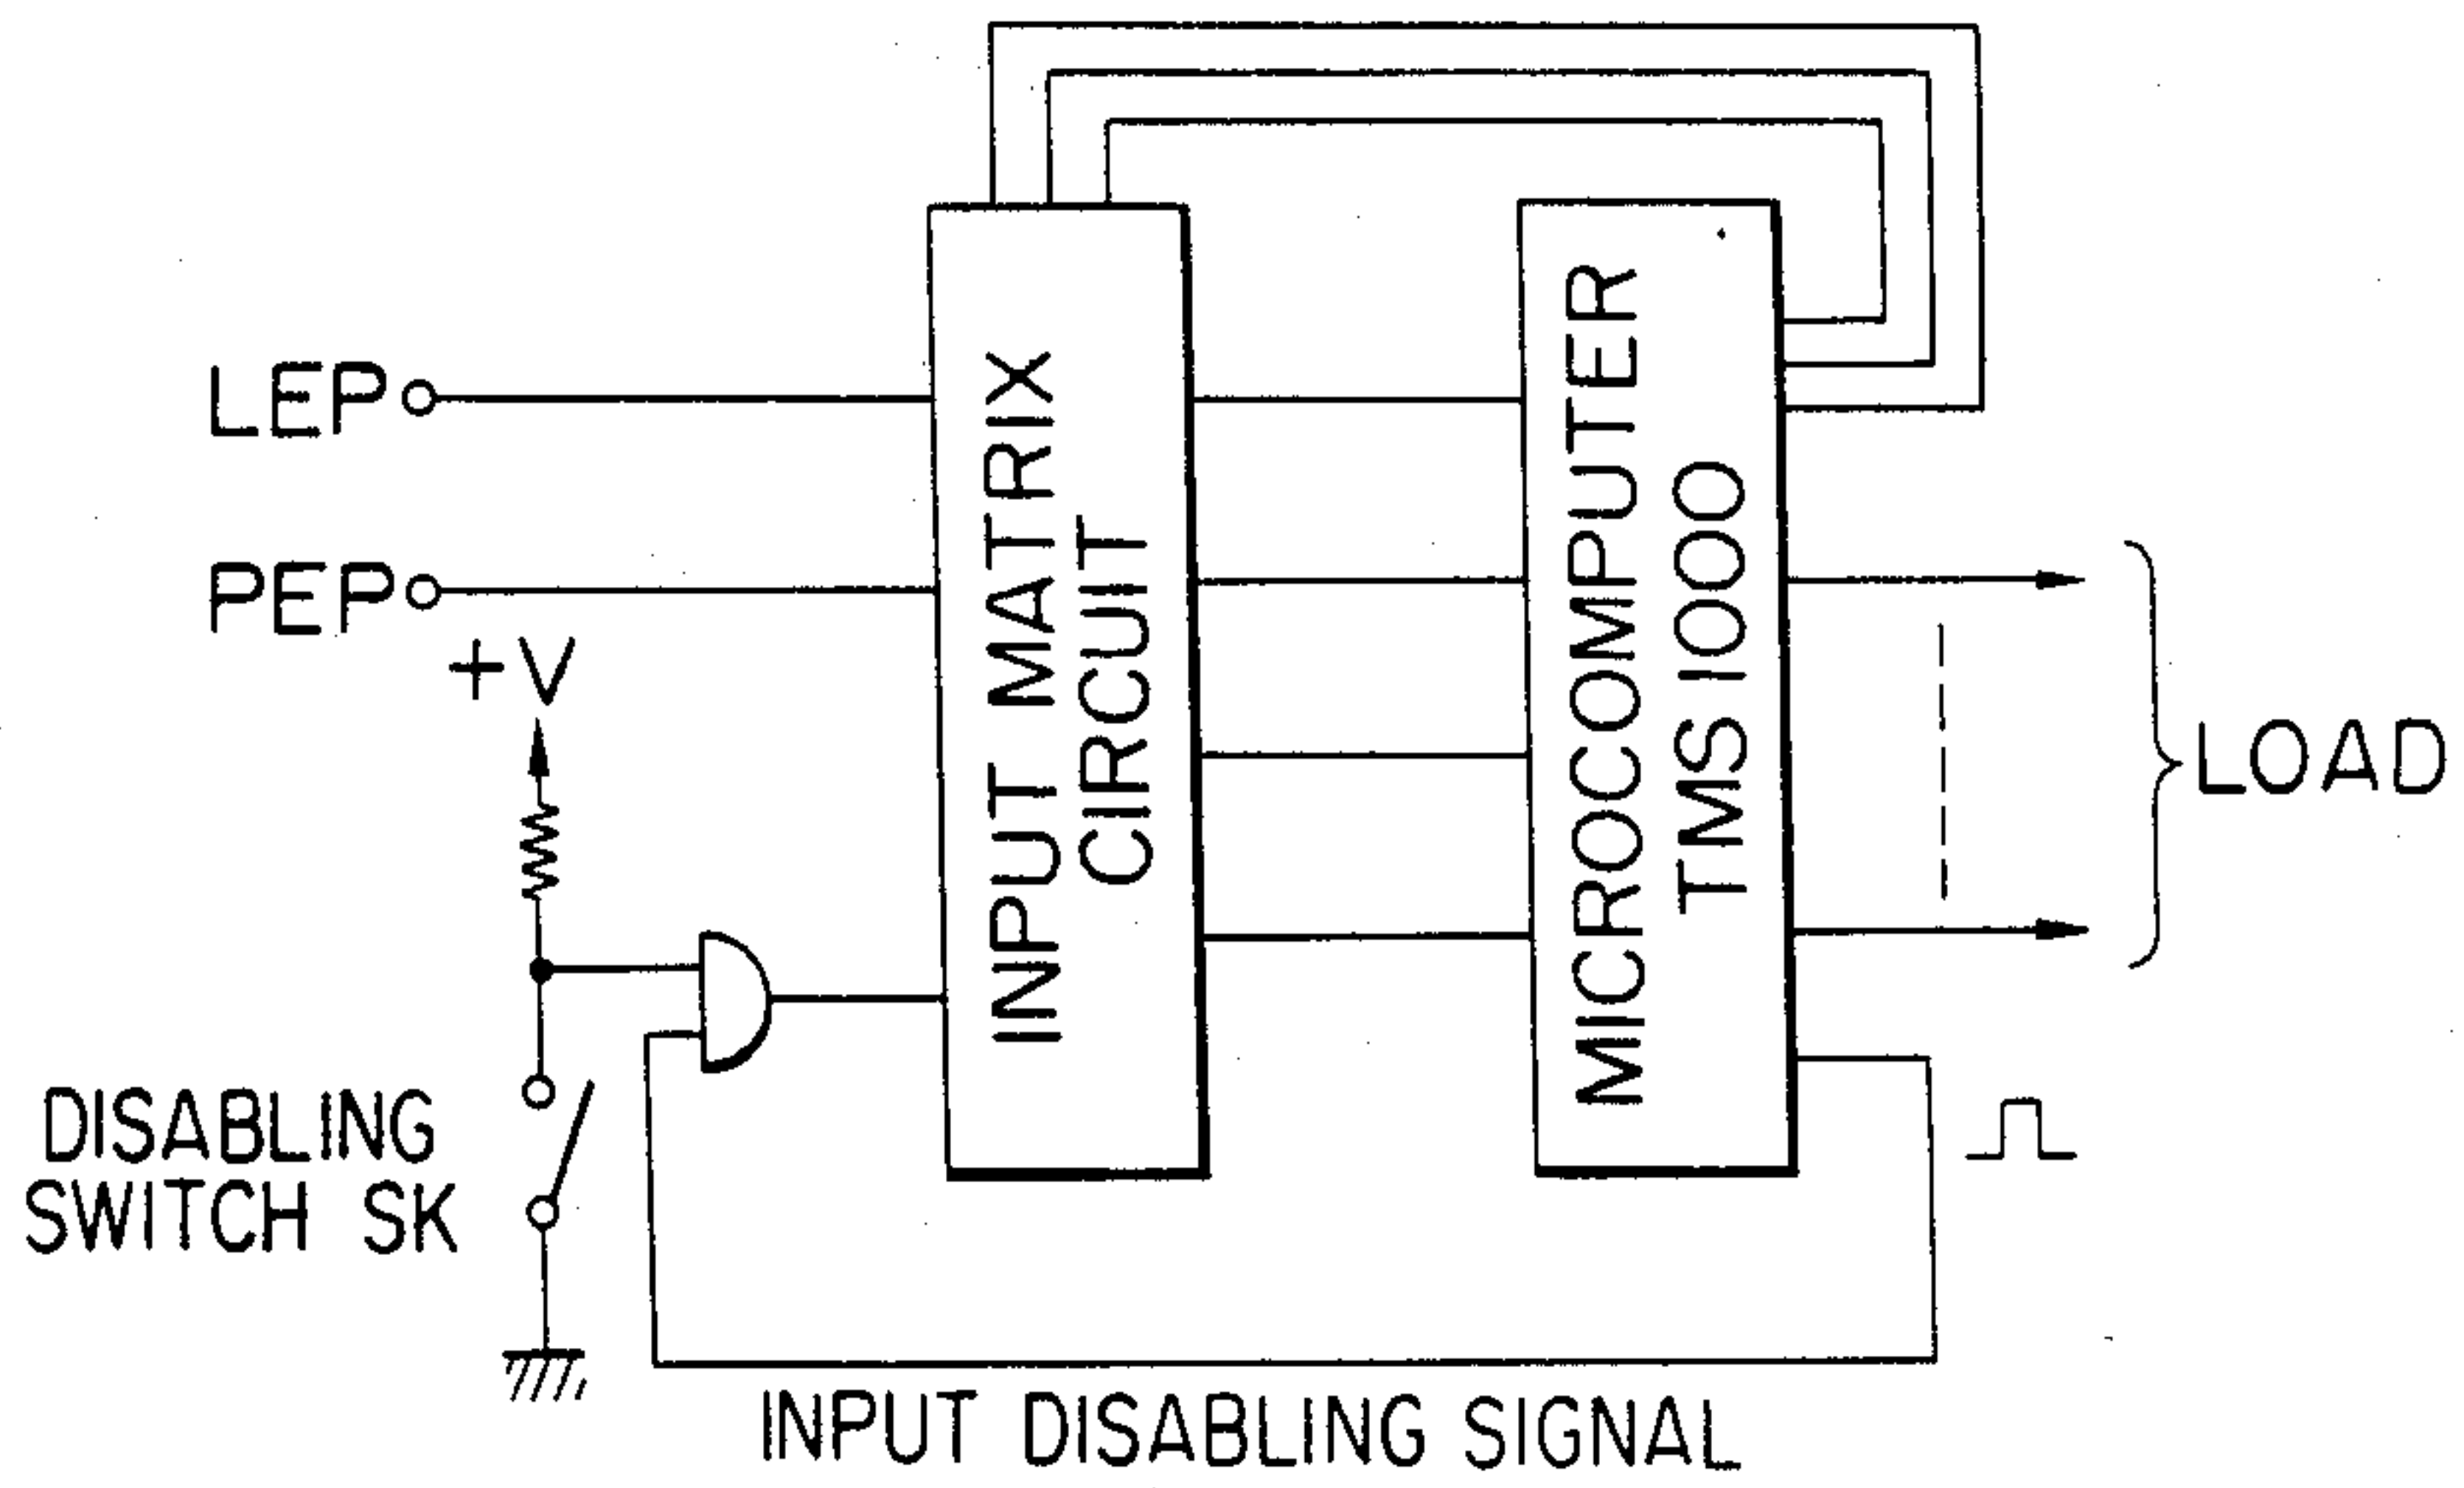 LEP
PEP
+V
INPUT MATRIX
CIRCUIT
MICROCOMPUTER
TMS 1000
LOAD
DISABLING
SWITCH SK
INPUT DISABLING SIGNAL